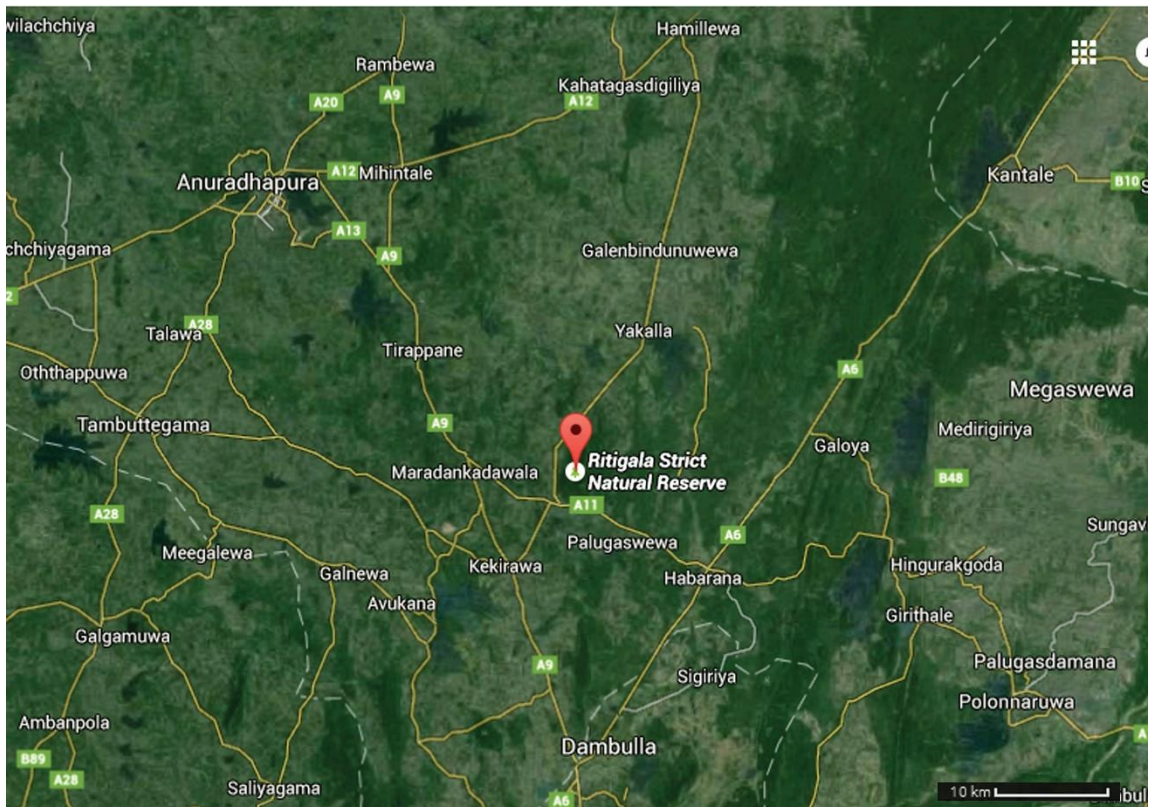 wilachchiya
Hamillewa
Rambewa
Kahatagasdigiliya
A20
A9
A12
A12
Mihintale
Kantale
Anuradhapura
B10
S
A13
chchiyagama
A9
Galenbindunuwewa
2
Talawa
A28
Yakalla
Tirappane
Oththappuwa
A6
Megaswewa
Tambuttegama
A9
Medirigiriya
Galoya
Maradankadawala
Ritigala Strict
Natural Reserve
B48
A28
A11
Sungav
A6
Meegalewa
Palugaswewa
Kekirawa
Galnewa
Habarana
Hingurakgoda
Avukana
Girithale
Galgamuwa
A9
Palugasdamana
Sigiriya
Polonnaruwa
Ambanpola
A
Dambulla
B89
A28
Saliyagama
10 km
A6
bul